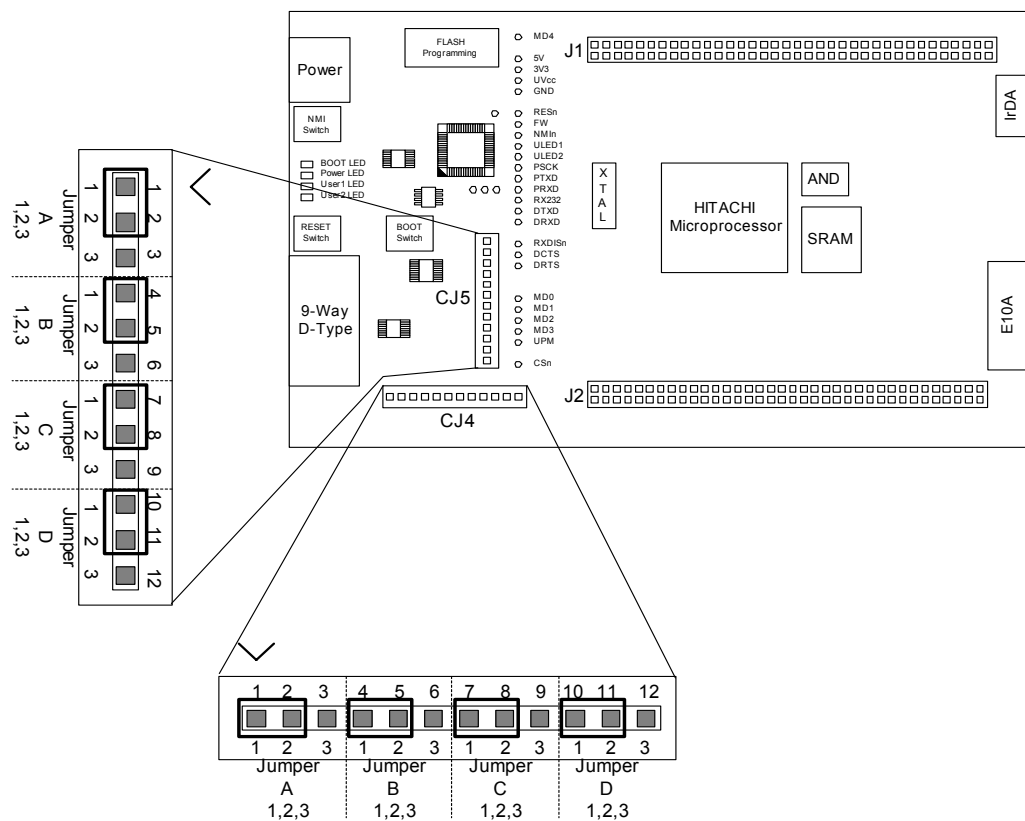 FLASH
Programming
MD4
J1
Power
5V
3V3
UVcc
GND
IrDA
NMI
Switch
RESn
FW
NMIn
ULED1
ULED2
PSCK
PTXD
PRXD
RX232
DTXD
DRXD
BOOT LED
Power LED
User1 LED
User2 LED
X
TAL
HITACHI
Microprocessor
AND
SRAM
RESET
Switch
BOOT
Switch
RXDISn
DCTS
DRTS
9-Way
D-Type
CJ5
MD0
MD1
MD2
MD3
UPM
CSn
E10A
J2
CJ4
1 2 3
Jumper
A
1,2,3
1 2 3
1 2 3
Jumper
B
1,2,3
4 5 6
1 2 3
Jumper
C
1,2,3
7 8 9
1 2 3
Jumper
D
1,2,3
10 11 12
1 2 3 4 5 6 7 8 9 10 11 12
1 2 3 1 2 3 1 2 3 1 2 3
Jumper Jumper Jumper Jumper
A B C D
1,2,3 1,2,3 1,2,3 1,2,3